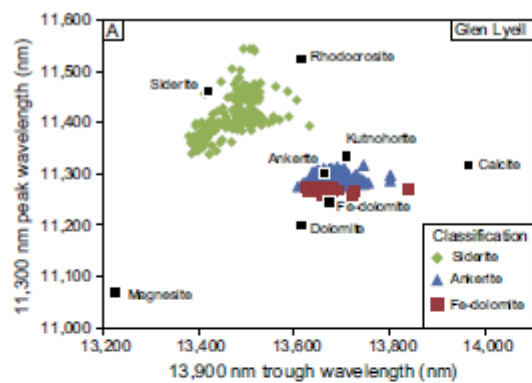 A
Glen Lyell
11,600
11,500
11,400
11,300
11,200
11,100
11,000
11,300 nm peak wavelength (nm)
Rhodocrosite
Siderite
Kutnohorite
Ankerite
Calcite
Fe-dolomite
Dolomite
Magnesite
Classification
Siderite
Ankerite
Fe-dolomite
13,200
13,400
13,600
13,800
14,000
13,900 nm trough wavelength (nm)